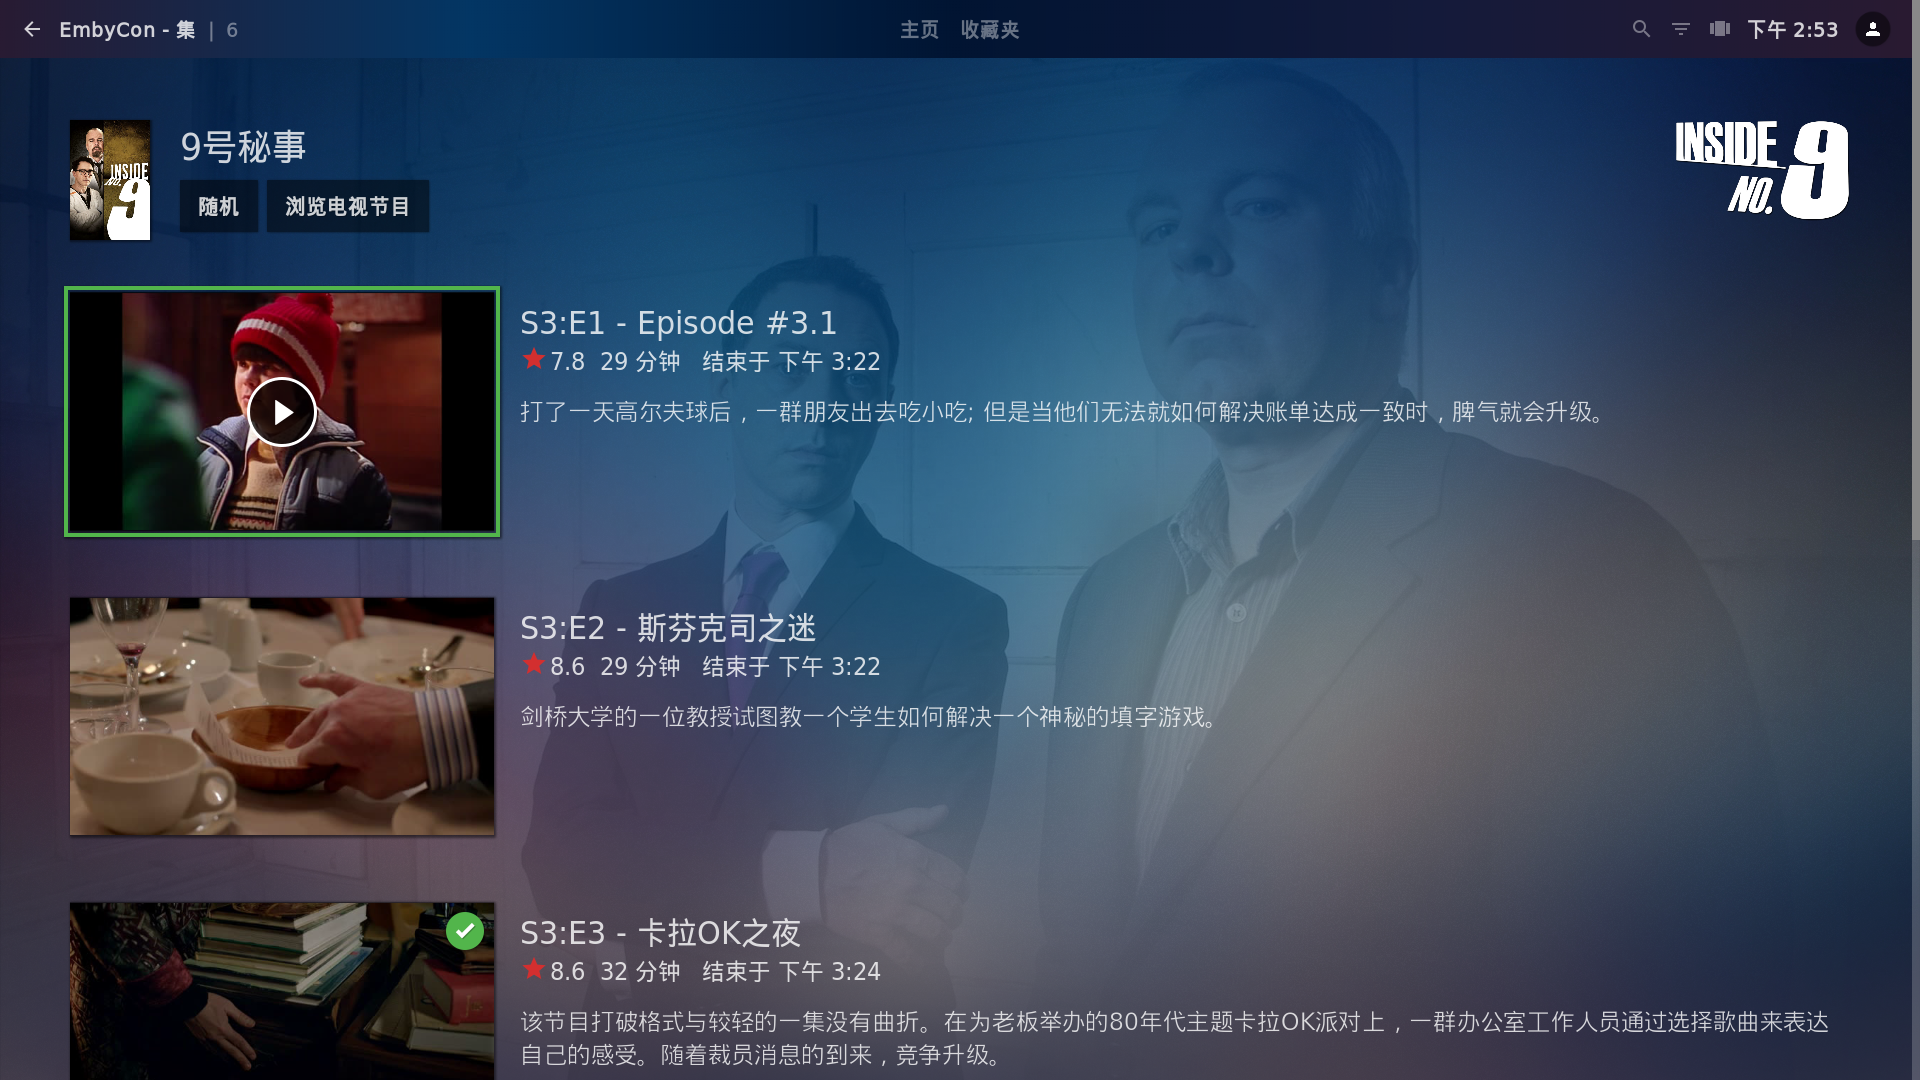 EmbyCon - 集 | 6
主页 收藏夹
下午 2:53
9号秘事
INSIDE
NO.
9
随机 浏览电视节目
INSIDE
NO. 9
S3:E1 - Episode #3.1
7.8 29 分钟 结束于 下午 3:22
打了一天高尔夫球后，一群朋友出去吃小吃; 但是当他们无法就如何解决账单达成一致时，脾气就会升级。
S3:E2 - 斯芬克司之迷
8.6 29 分钟 结束于 下午 3:22
剑桥大学的一位教授试图教一个学生如何解决一个神秘的填字游戏。
S3:E3 - 卡拉OK之夜
8.6 32 分钟 结束于 下午 3:24
该节目打破格式与较轻的一集没有曲折。在为老板举办的80年代主题卡拉OK派对上，一群办公室工作人员通过选择歌曲来表达
自己的感受。随着裁员消息的到来，竞争升级。